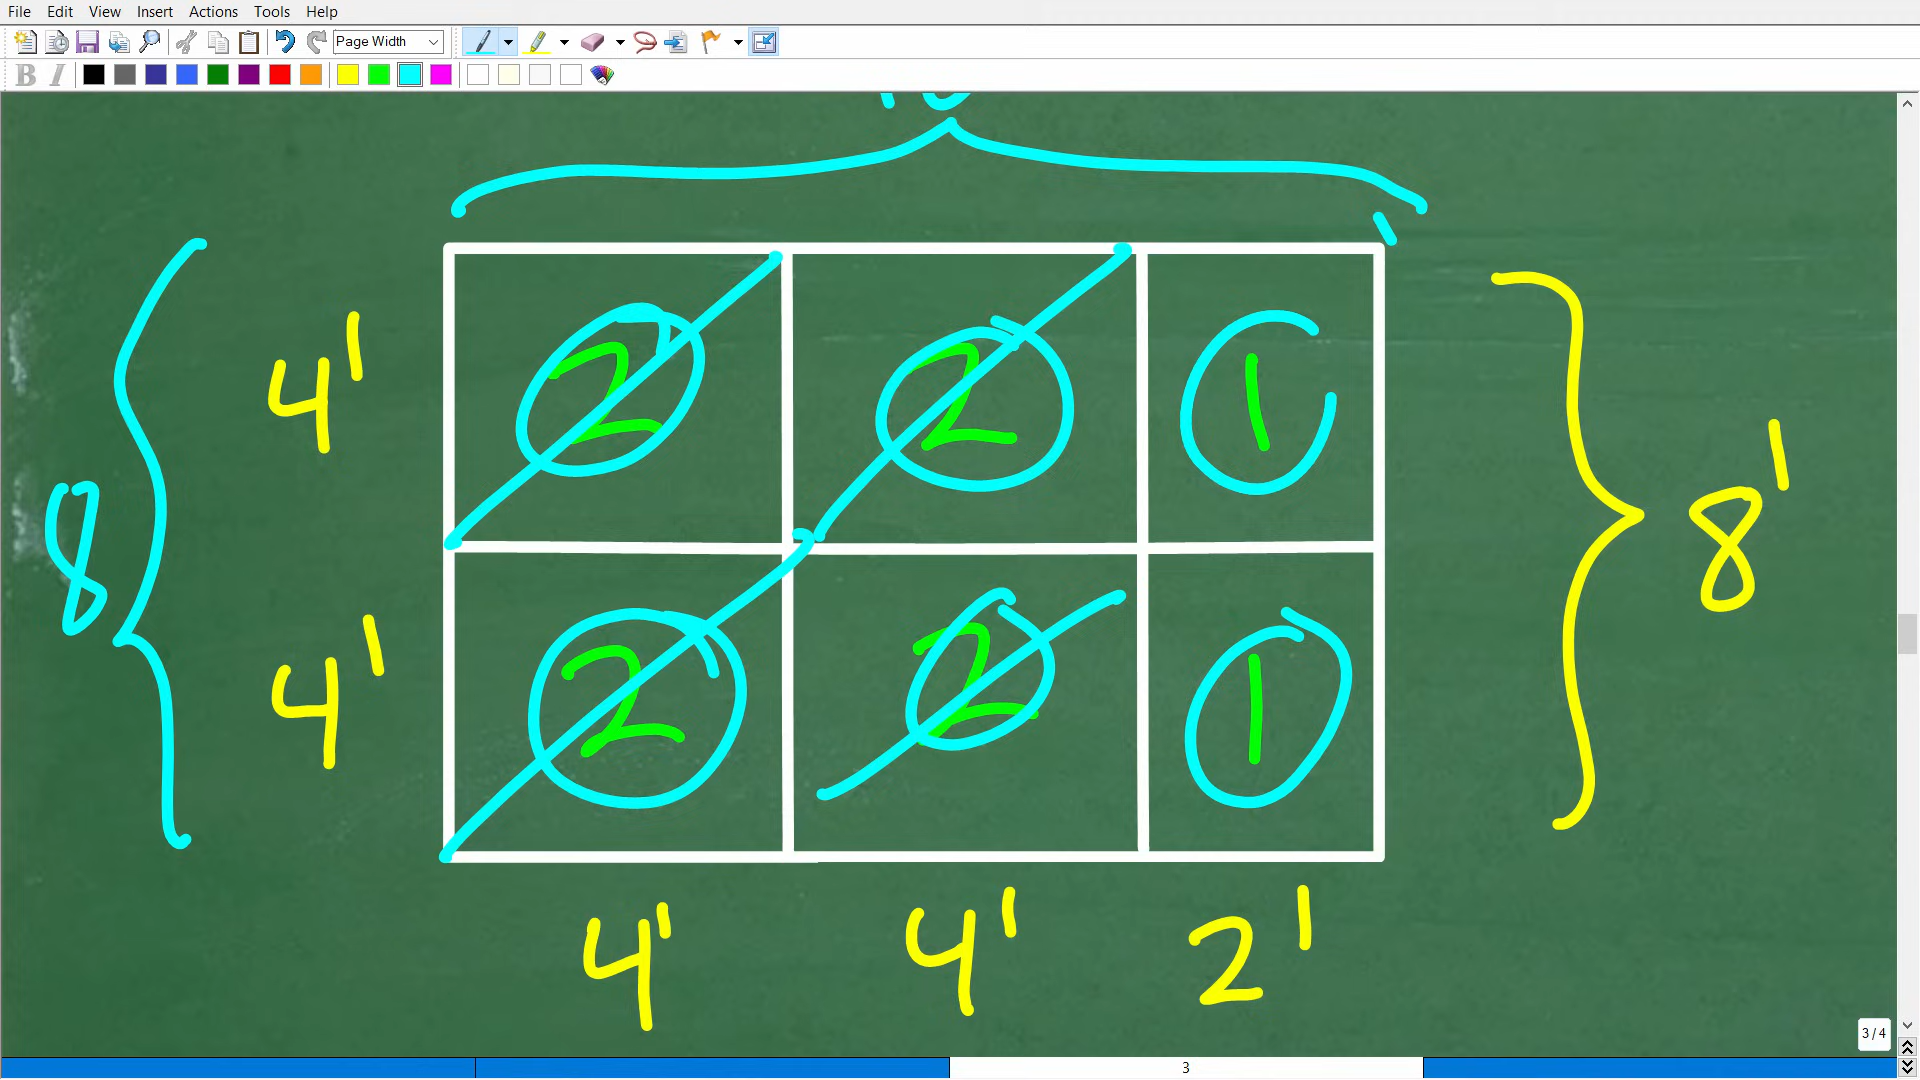 File Edit View Insert Actions Tools Help
Page Width
B I
4' 2 2 1
8 8'
4' 2 2 1
4' 4' 2'
3 / 4
3